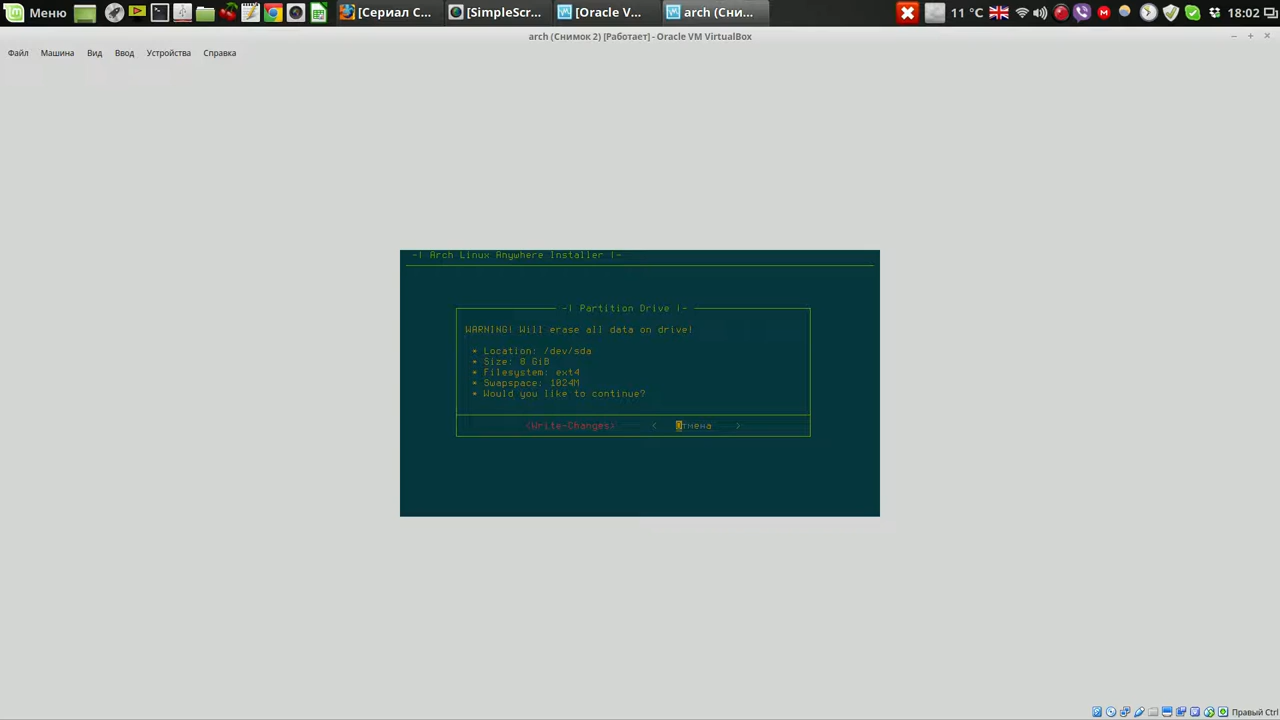 Меню
[Сериал С...
[SimpleScr...
[Oracle V...
arch (Сни...
11 °C
18:02
arch (Снимок 2) [Работает] - Oracle VM VirtualBox
Файл Машина Вид Ввод Устройства Справка
-| Arch Linux Anywhere Installer |-
-| Partition Drive |-
WARNING! Will erase all data on drive!
* Location: /dev/sda
* Size: 8 GiB
* Filesystem: ext4
* Swapspace: 1024M
* Would you like to continue?
<Write-Changes> < Отмена >
Правый Ctrl